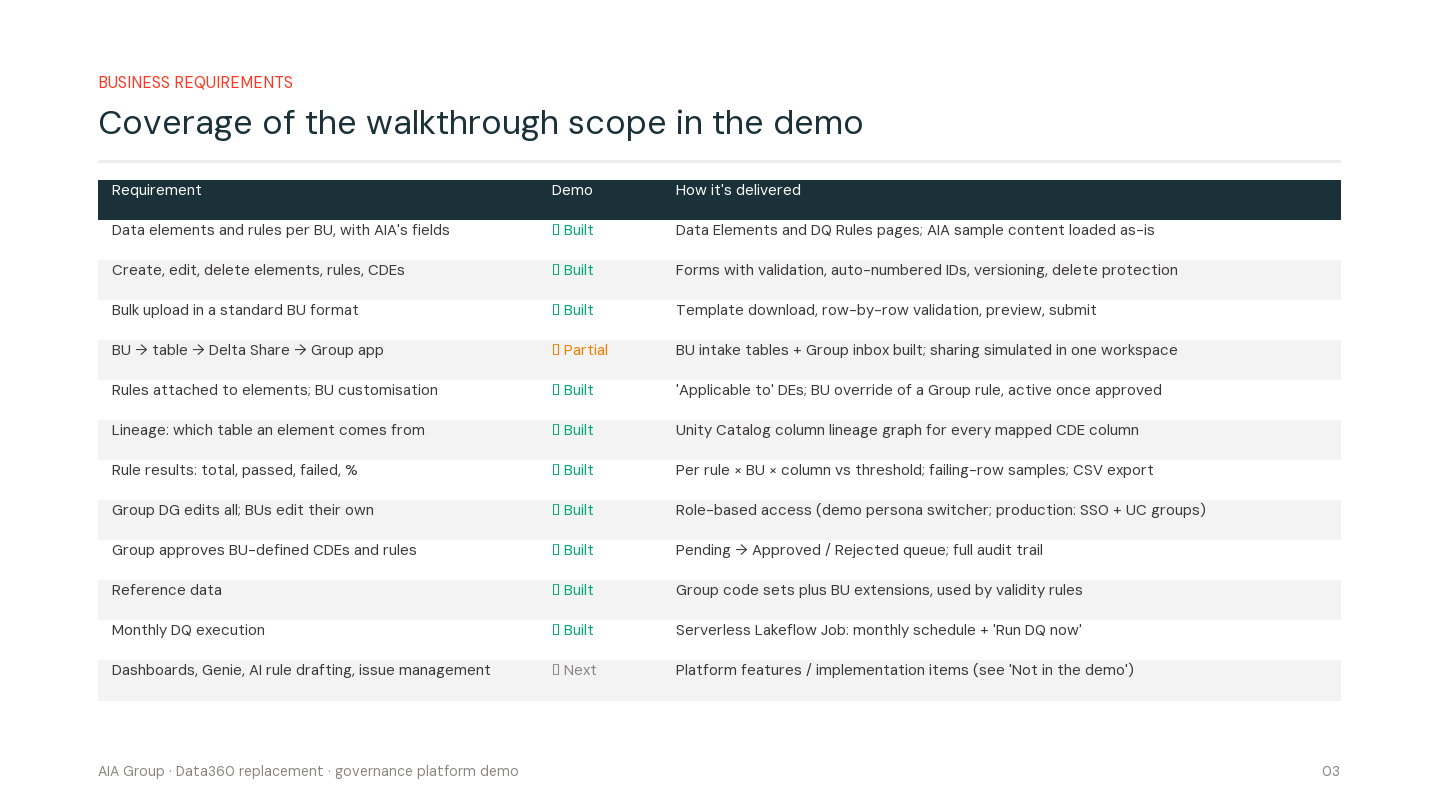 BUSINESS REQUIREMENTS
Coverage of the walkthrough scope in the demo
Requirement Demo How it's delivered
Data elements and rules per BU, with AIA's fields Built Data Elements and DQ Rules pages; AIA sample content loaded as-is
Create, edit, delete elements, rules, CDEs Built Forms with validation, auto-numbered IDs, versioning, delete protection
Bulk upload in a standard BU format Built Template download, row-by-row validation, preview, submit
BU → table → Delta Share → Group app Partial BU intake tables + Group inbox built; sharing simulated in one workspace
Rules attached to elements; BU customisation Built 'Applicable to' DEs; BU override of a Group rule, active once approved
Lineage: which table an element comes from Built Unity Catalog column lineage graph for every mapped CDE column
Rule results: total, passed, failed, % Built Per rule × BU × column vs threshold; failing-row samples; CSV export
Group DG edits all; BUs edit their own Built Role-based access (demo persona switcher; production: SSO + UC groups)
Group approves BU-defined CDEs and rules Built Pending → Approved / Rejected queue; full audit trail
Reference data Built Group code sets plus BU extensions, used by validity rules
Monthly DQ execution Built Serverless Lakeflow Job: monthly schedule + 'Run DQ now'
Dashboards, Genie, AI rule drafting, issue management Next Platform features / implementation items (see 'Not in the demo')
AIA Group · Data360 replacement · governance platform demo 03